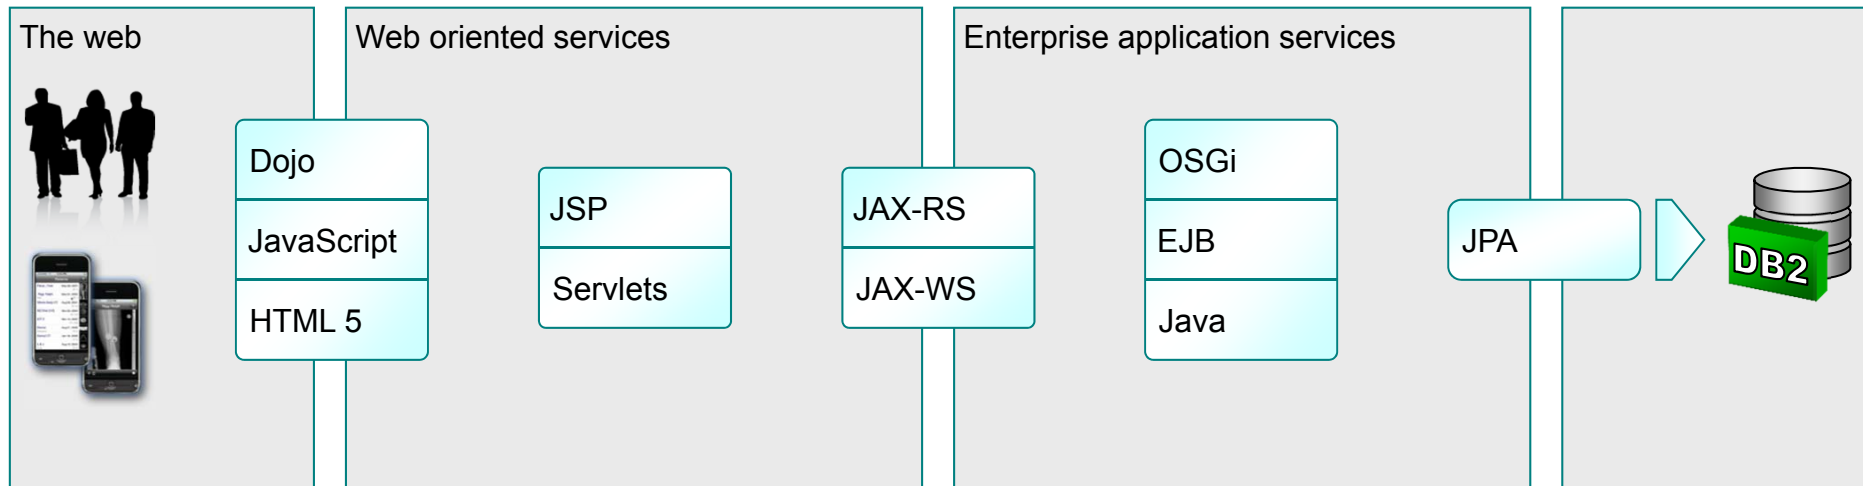 The web
Web oriented services
Enterprise application services
Dojo
JavaScript
HTML 5
JSP
Servlets
JAX-RS
JAX-WS
OSGi
EJB
Java
JPA
DB2